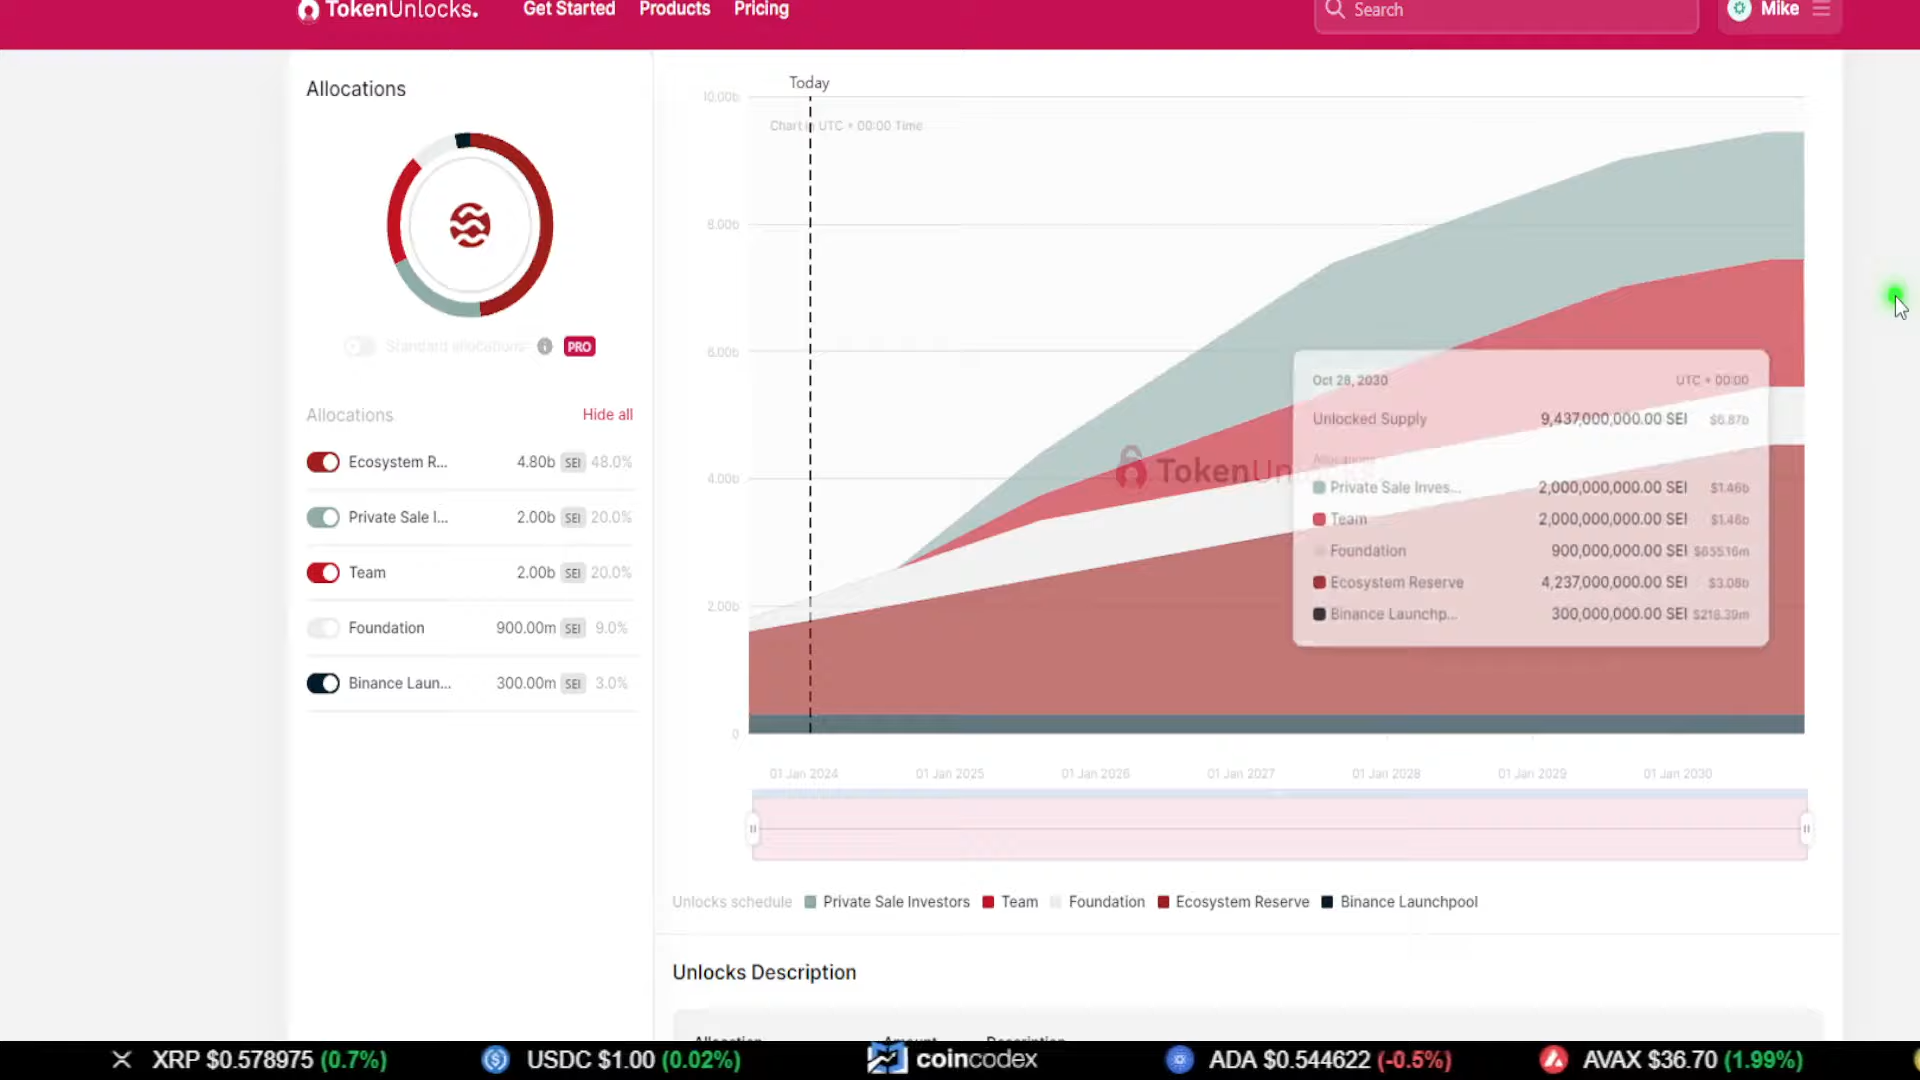 TokenUnlocks.
Get Started
Products
Pricing
Search
Mike
Allocations
Standard allocations
PRO
Allocations
Hide all
Ecosystem R... 4.80b SEI 48.0%
Private Sale I... 2.00b SEI 20.0%
Team 2.00b SEI 20.0%
Foundation 900.00m SEI 9.0%
Binance Laun... 300.00m SEI 3.0%
Today
Chart in UTC + 00:00 Time
10.00b
8.00b
6.00b
4.00b
2.00b
0
Oct 28, 2030 UTC + 00:00
Unlocked Supply 9,437,000,000.00 SEI $6.87b
Allocations
Private Sale Inves... 2,000,000,000.00 SEI $1.46b
Team 2,000,000,000.00 SEI $1.46b
Foundation 900,000,000.00 SEI $655.16m
Ecosystem Reserve 4,237,000,000.00 SEI $3.08b
Binance Launchp... 300,000,000.00 SEI $218.39m
01 Jan 2024
01 Jan 2025
01 Jan 2026
01 Jan 2027
01 Jan 2028
01 Jan 2029
01 Jan 2030
Unlocks schedule
Private Sale Investors
Team
Foundation
Ecosystem Reserve
Binance Launchpool
Unlocks Description
XRP $0.578975 (0.7%)
USDC $1.00 (0.02%)
coincodex
ADA $0.544622 (-0.5%)
AVAX $36.70 (1.99%)